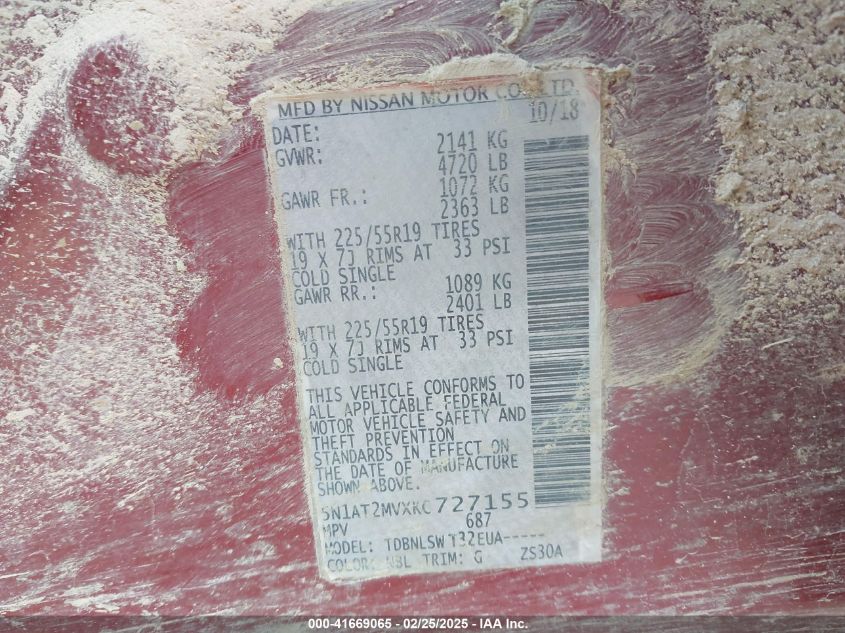 MFD BY NISSAN MOTOR CO., LTD.
DATE: 10/18
GVWR: 2141 KG
4720 LB
GAWR FR.: 1072 KG
2363 LB
WITH 225/55R19 TIRES
19 X 7J RIMS AT 33 PSI
COLD SINGLE
GAWR RR.: 1089 KG
2401 LB
WITH 225/55R19 TIRES
19 X 7J RIMS AT 33 PSI
COLD SINGLE
THIS VEHICLE CONFORMS TO
ALL APPLICABLE FEDERAL
MOTOR VEHICLE SAFETY AND
THEFT PREVENTION
STANDARDS IN EFFECT ON
THE DATE OF MANUFACTURE
SHOWN ABOVE.
5N1AT2MVXKC727155
MPV 687
MODEL: TDBNLSWT32EUA-----
COLOR: NBL TRIM: G ZS30A
000-41669065 - 02/25/2025 - IAA Inc.